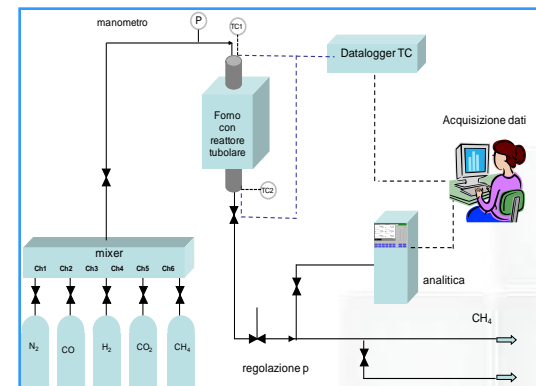 manometro
P
TC1
Datalogger TC
Forno
con
reattore
tubolare
Acquisizione dati
TC2
mixer
Ch1 Ch2 Ch3 Ch4 Ch5 Ch6
analitica
N2 CO H2 CO2 CH4
CH4
regolazione p